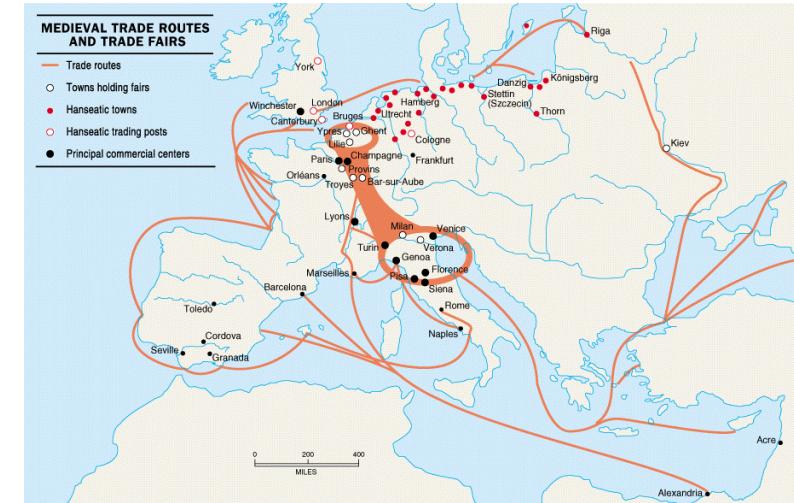 MEDIEVAL TRADE ROUTES
AND TRADE FAIRS
Trade routes
Towns holding fairs
Hanseatic towns
Hanseatic trading posts
Principal commercial centers
Riga
York
Königsberg
Danzig
Stettin
(Szczecin)
Thorn
Hamberg
London
Winchester
Canterbury
Bruges
Utrecht
Ypres
Ghent
Lille
Cologne
Kiev
Paris
Champagne
Frankfurt
Provins
Orléans
Troyes
Bar-sur-Aube
Lyons
Milan
Venice
Turin
Verona
Genoa
Marseilles
Florence
Pisa
Siena
Barcelona
Rome
Toledo
Naples
Cordova
Seville
Granada
Acre
Alexandria
0 200 400
MILES